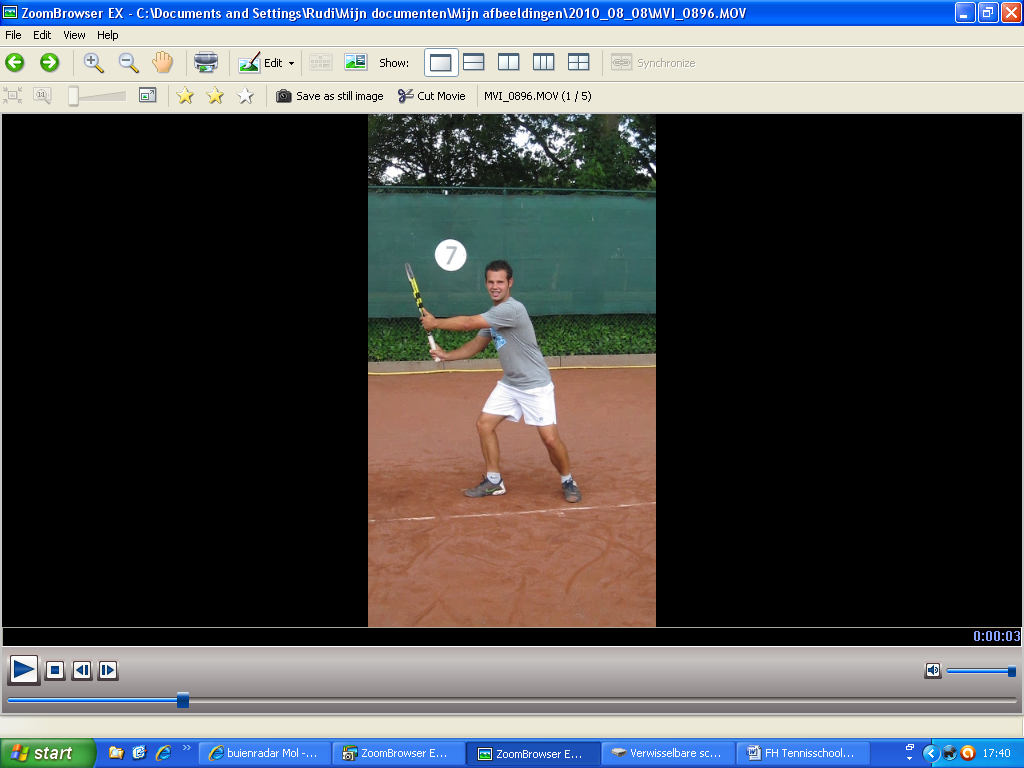 ZoomBrowser EX - C:\Documents and Settings\Rudi\Mijn documenten\Mijn afbeeldingen\2010_08_08\MVI_0896.MOV
File Edit View Help
Edit Show: Synchronize
Save as still image Cut Movie MVI_0896.MOV (1 / 5)
7
0:00:03
start buienradar Mol -... ZoomBrowser E... ZoomBrowser E... Verwisselbare sc... FH Tennisschool... 17:40